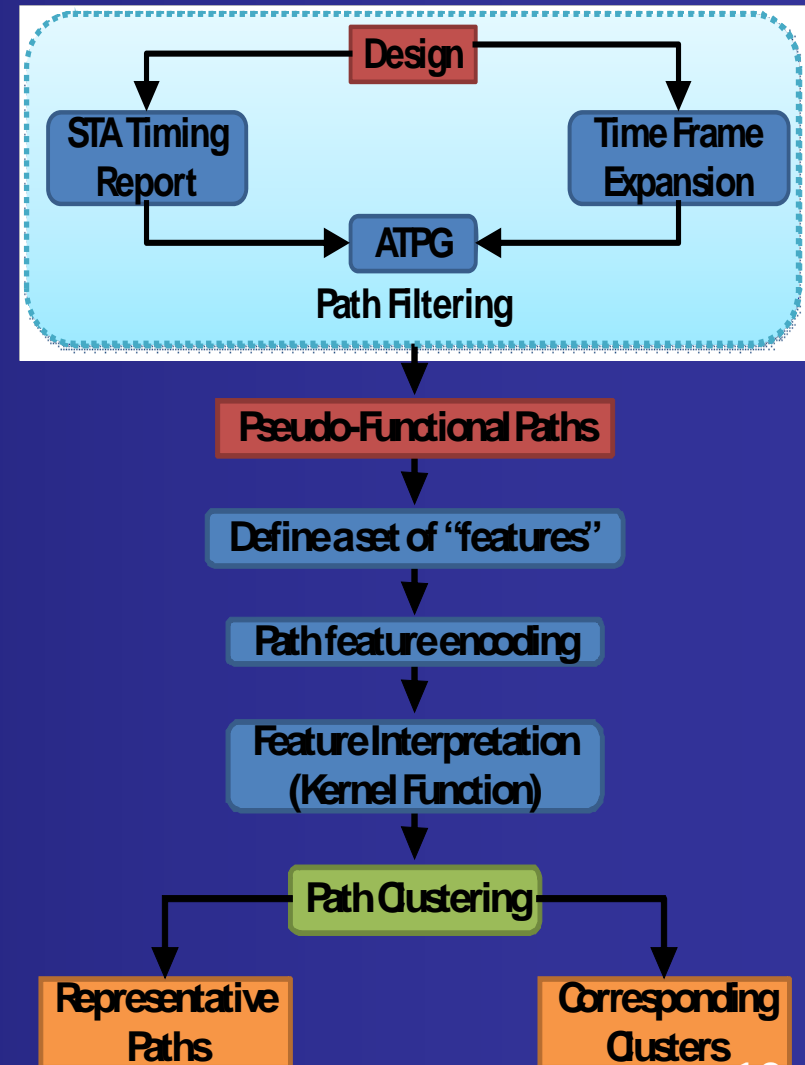 Design
STA Timing
Report
Time Frame
Expansion
ATPG
Path Filtering
Pseudo-Functional Paths
Define a set of “features”
Path feature encoding
Feature Interpretation
(Kernel Function)
Path Clustering
Representative
Paths
Corresponding
Clusters